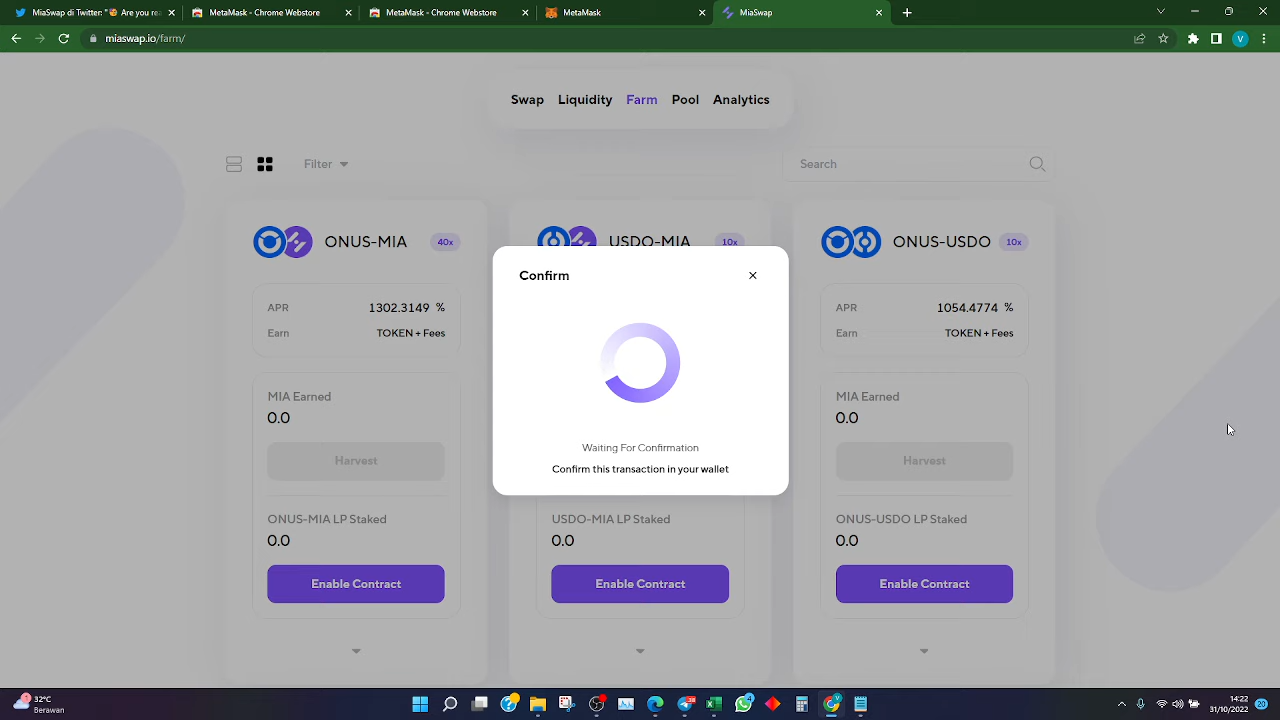 MiaSwap di Twitter "🤩 Are you rea
MetaMask - Chrome Webstore
MetaMask - Chrome Webstore
MetaMask
MiaSwap
miaswap.io/farm/
V
Swap Liquidity Farm Pool Analytics
Filter
Search
ONUS-MIA 40x
USDO-MIA 10x
ONUS-USDO 10x
Confirm
APR 1302.3149 %
APR 1054.4774 %
Earn TOKEN + Fees
Earn TOKEN + Fees
MIA Earned
MIA Earned
0.0
0.0
Waiting For Confirmation
Harvest
Harvest
Confirm this transaction in your wallet
ONUS-MIA LP Staked
USDO-MIA LP Staked
ONUS-USDO LP Staked
0.0
0.0
0.0
Enable Contract
Enable Contract
Enable Contract
32°C
Berawan
14:22
31/10/2022